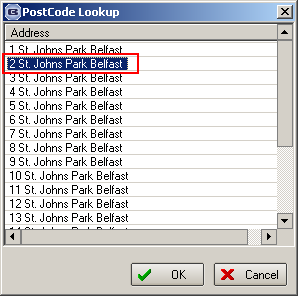 PostCode Lookup
Address
1 St. Johns Park Belfast
2 St. Johns Park Belfast
3 St. Johns Park Belfast
4 St. Johns Park Belfast
5 St. Johns Park Belfast
6 St. Johns Park Belfast
7 St. Johns Park Belfast
8 St. Johns Park Belfast
9 St. Johns Park Belfast
10 St. Johns Park Belfast
11 St. Johns Park Belfast
12 St. Johns Park Belfast
13 St. Johns Park Belfast
OK Cancel